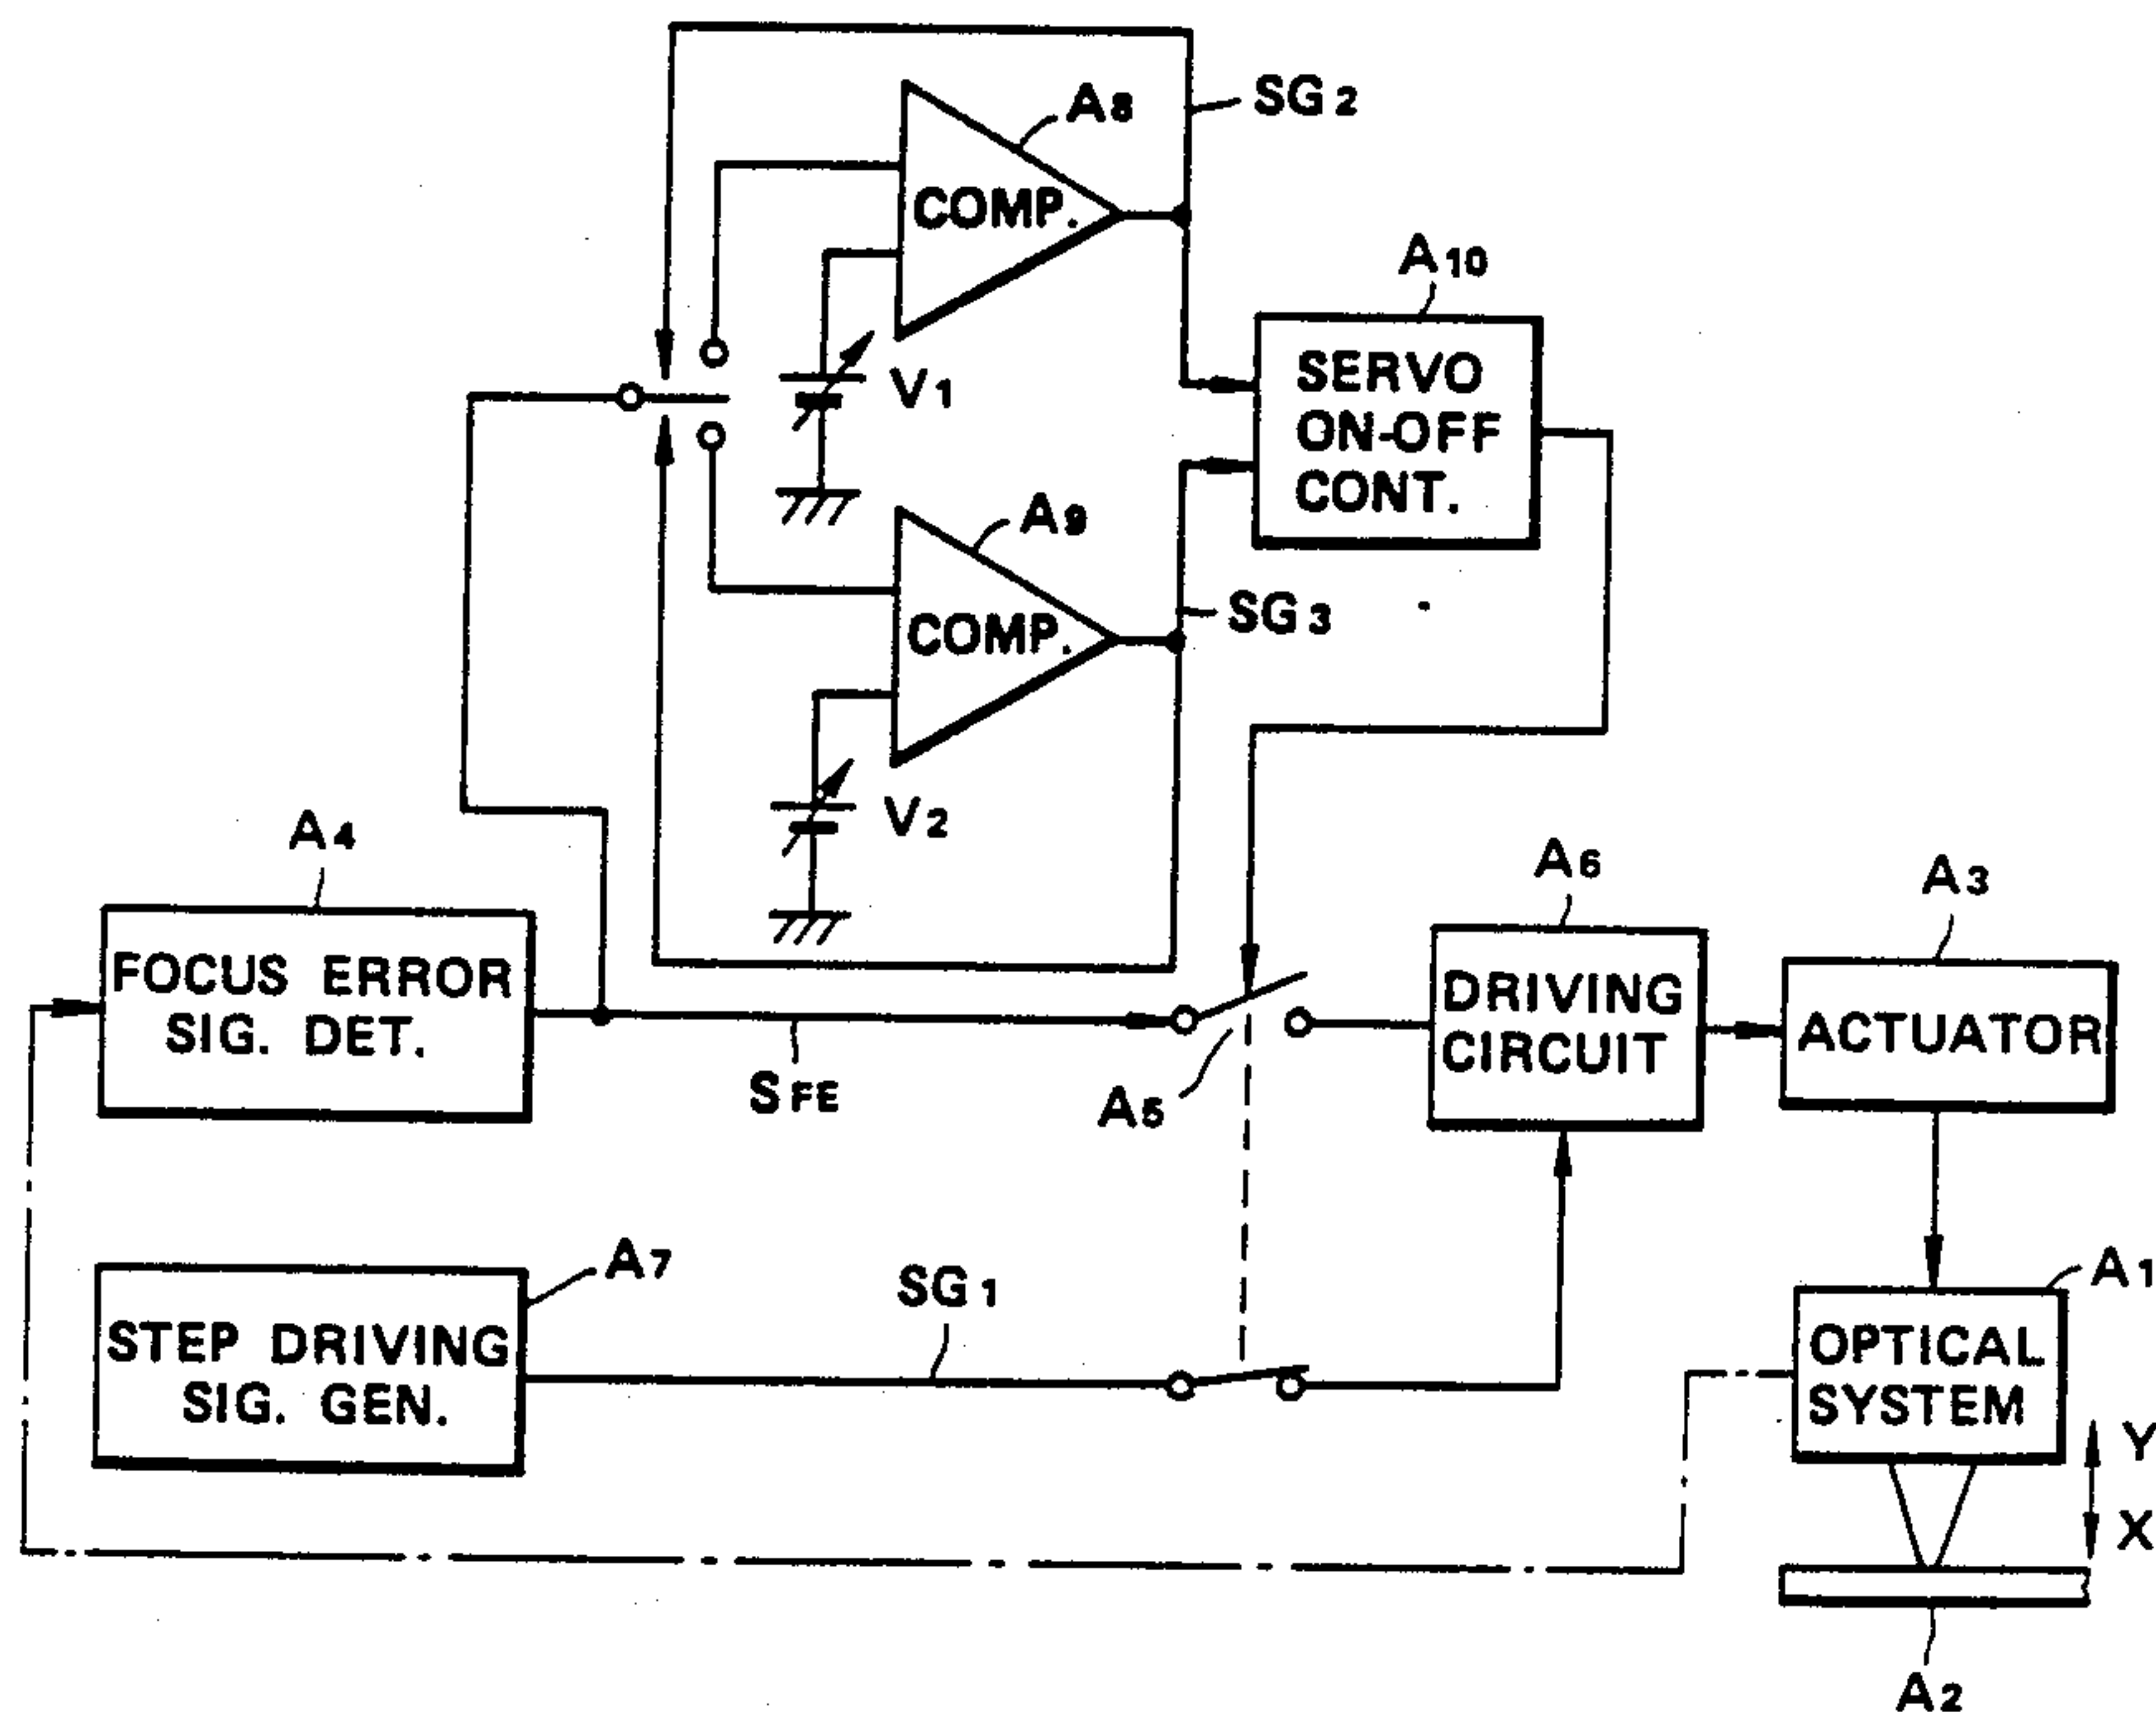 A8
SG2
COMP.
A10
V1
SERVO
ON-OFF
CONT.
A9
SG3
COMP.
V2
A4
A6
A3
FOCUS ERROR
SIG. DET.
DRIVING
CIRCUIT
ACTUATOR
SFE
A5
A7
SG1
A1
STEP DRIVING
SIG. GEN.
OPTICAL
SYSTEM
Y
X
A2